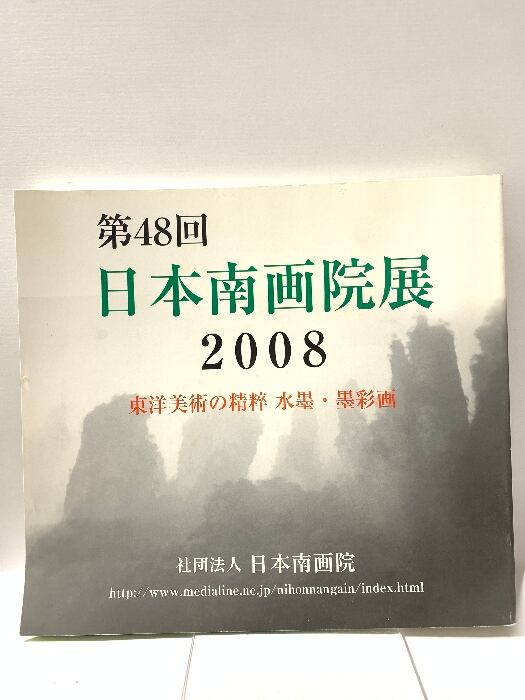 第48回
日本南画院展
2008
東洋美術の精粋 水墨・墨彩画
社団法人 日本南画院
http://www.medialine.ne.jp/nihonnangain/index.html